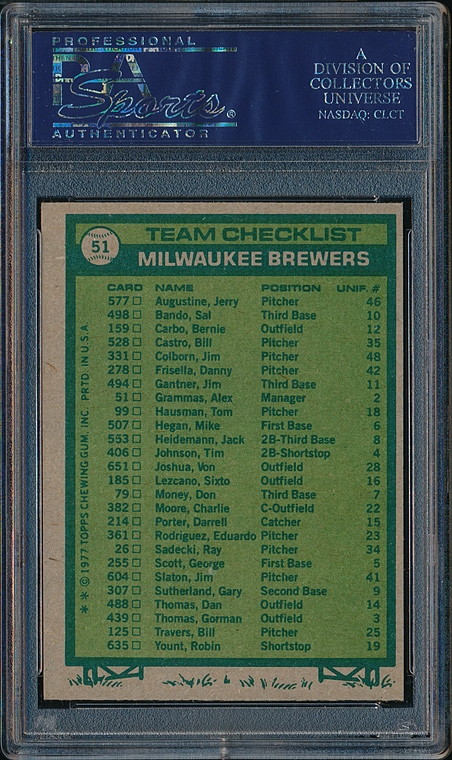 PROFESSIONAL
PSA
Sports®
AUTHENTICATOR
A
DIVISION OF
COLLECTORS
UNIVERSE
NASDAQ: CLCT
51
TEAM CHECKLIST
MILWAUKEE BREWERS
CARD NAME POSITION UNIF. #
577 □ Augustine, Jerry Pitcher 46
498 □ Bando, Sal Third Base 10
159 □ Carbo, Bernie Outfield 12
528 □ Castro, Bill Pitcher 35
331 □ Colborn, Jim Pitcher 48
278 □ Frisella, Danny Pitcher 42
494 □ Gantner, Jim Third Base 11
51 □ Grammas, Alex Manager 2
99 □ Hausman, Tom Pitcher 18
507 □ Hegan, Mike First Base 6
553 □ Heidemann, Jack 2B-Third Base 8
406 □ Johnson, Tim 2B-Shortstop 4
651 □ Joshua, Von Outfield 28
185 □ Lezcano, Sixto Outfield 16
79 □ Money, Don Third Base 7
382 □ Moore, Charlie C-Outfield 22
214 □ Porter, Darrell Catcher 15
361 □ Rodriguez, Eduardo Pitcher 23
26 □ Sadecki, Ray Pitcher 34
255 □ Scott, George First Base 5
604 □ Slaton, Jim Pitcher 41
307 □ Sutherland, Gary Second Base 9
488 □ Thomas, Dan Outfield 14
439 □ Thomas, Gorman Outfield 3
125 □ Travers, Bill Pitcher 25
635 □ Yount, Robin Shortstop 19
* * © 1977 TOPPS CHEWING GUM, INC. PRTD. IN U.S.A.